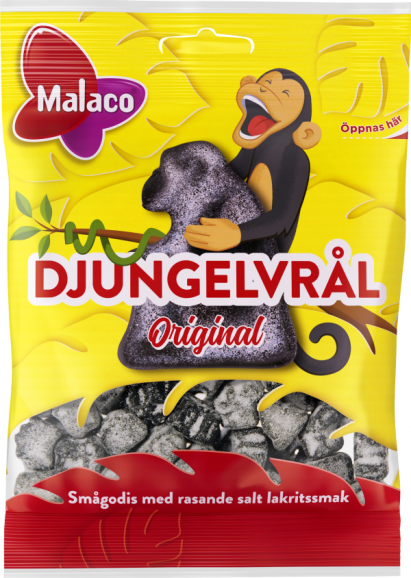 Malaco
Öppnas här
DJUNGELVRÅL
Original
Smågodis med rasande salt lakritssmak